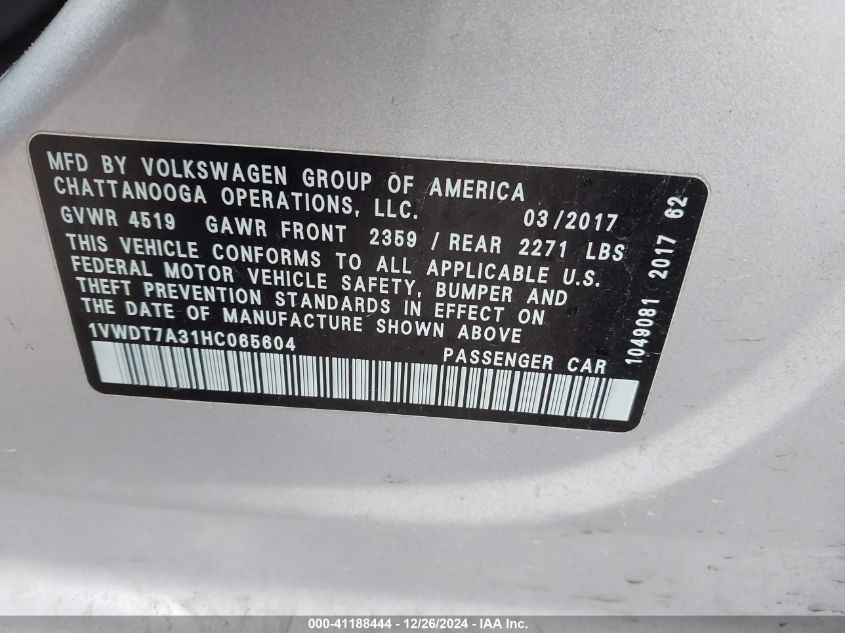 MFD BY VOLKSWAGEN GROUP OF AMERICA
CHATTANOOGA OPERATIONS, LLC. 03/2017
GVWR 4519 GAWR FRONT 2359 / REAR 2271 LBS
THIS VEHICLE CONFORMS TO ALL APPLICABLE U.S.
FEDERAL MOTOR VEHICLE SAFETY, BUMPER AND
THEFT PREVENTION STANDARDS IN EFFECT ON
THE DATE OF MANUFACTURE SHOWN ABOVE
1VWDT7A31HC065604 PASSENGER CAR
1049081 2017 62
000-41188444 - 12/26/2024 - IAA Inc.